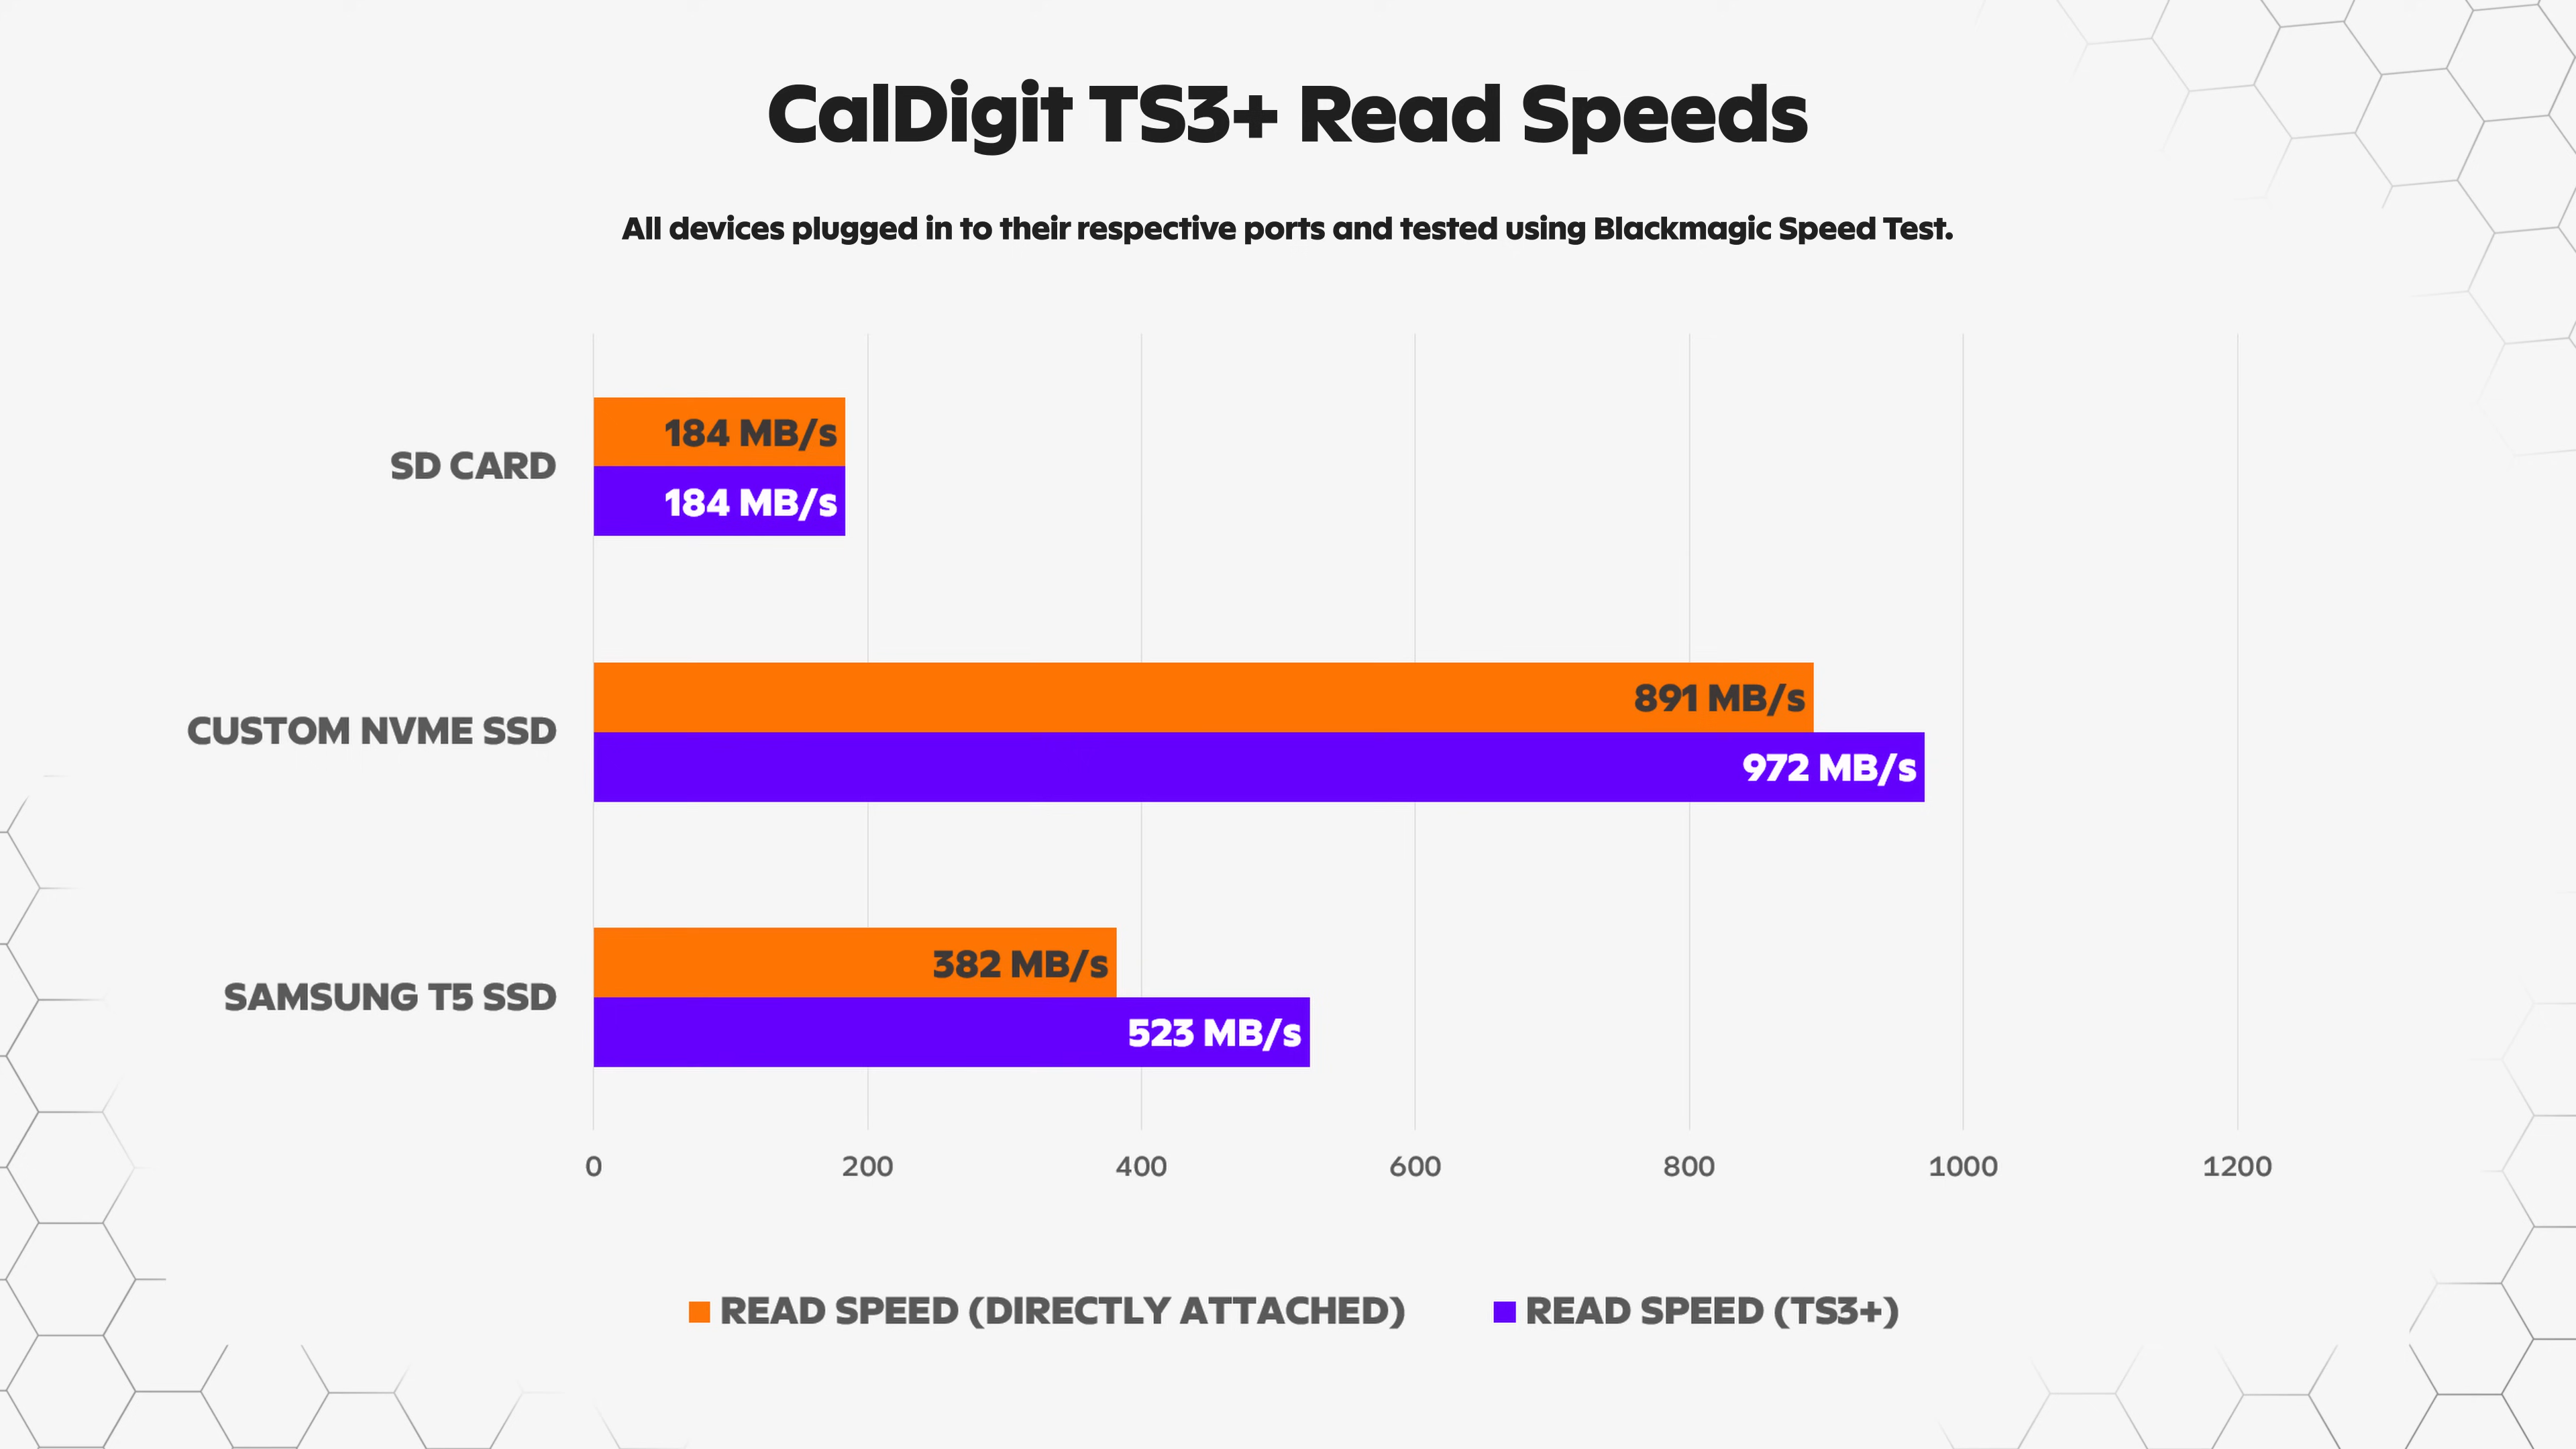 CalDigit TS3+ Read Speeds
All devices plugged in to their respective ports and tested using Blackmagic Speed Test.
SD CARD
184 MB/s
184 MB/s
CUSTOM NVME SSD
891 MB/s
972 MB/s
SAMSUNG T5 SSD
382 MB/s
523 MB/s
0 200 400 600 800 1000 1200
READ SPEED (DIRECTLY ATTACHED) READ SPEED (TS3+)